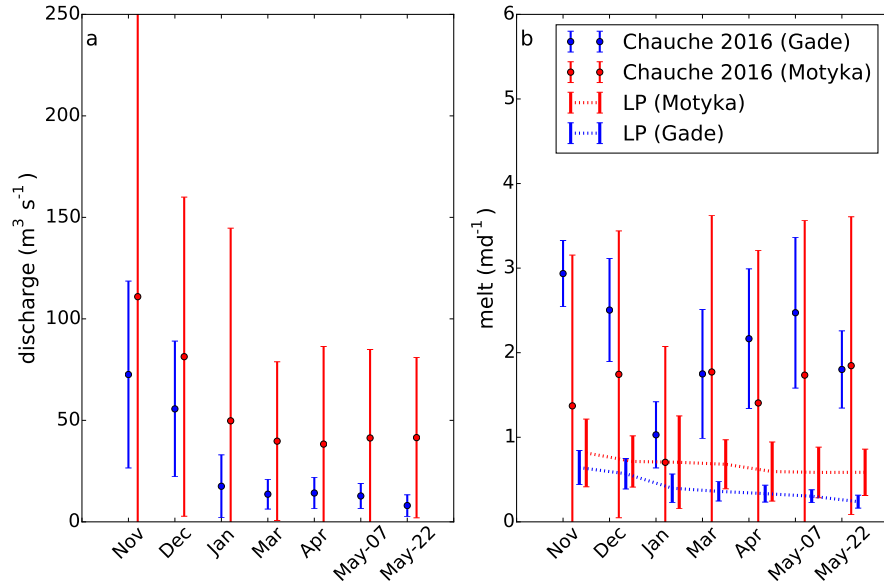 a
250
200
150
100
50
0
discharge (m³ s⁻¹)
Nov Dec Jan Mar Apr May-07 May-22
b
6
5
4
3
2
1
0
melt (md⁻¹ )
Chauche 2016 (Gade)
Chauche 2016 (Motyka)
LP (Motyka)
LP (Gade)
Nov Dec Jan Mar Apr May-07 May-22